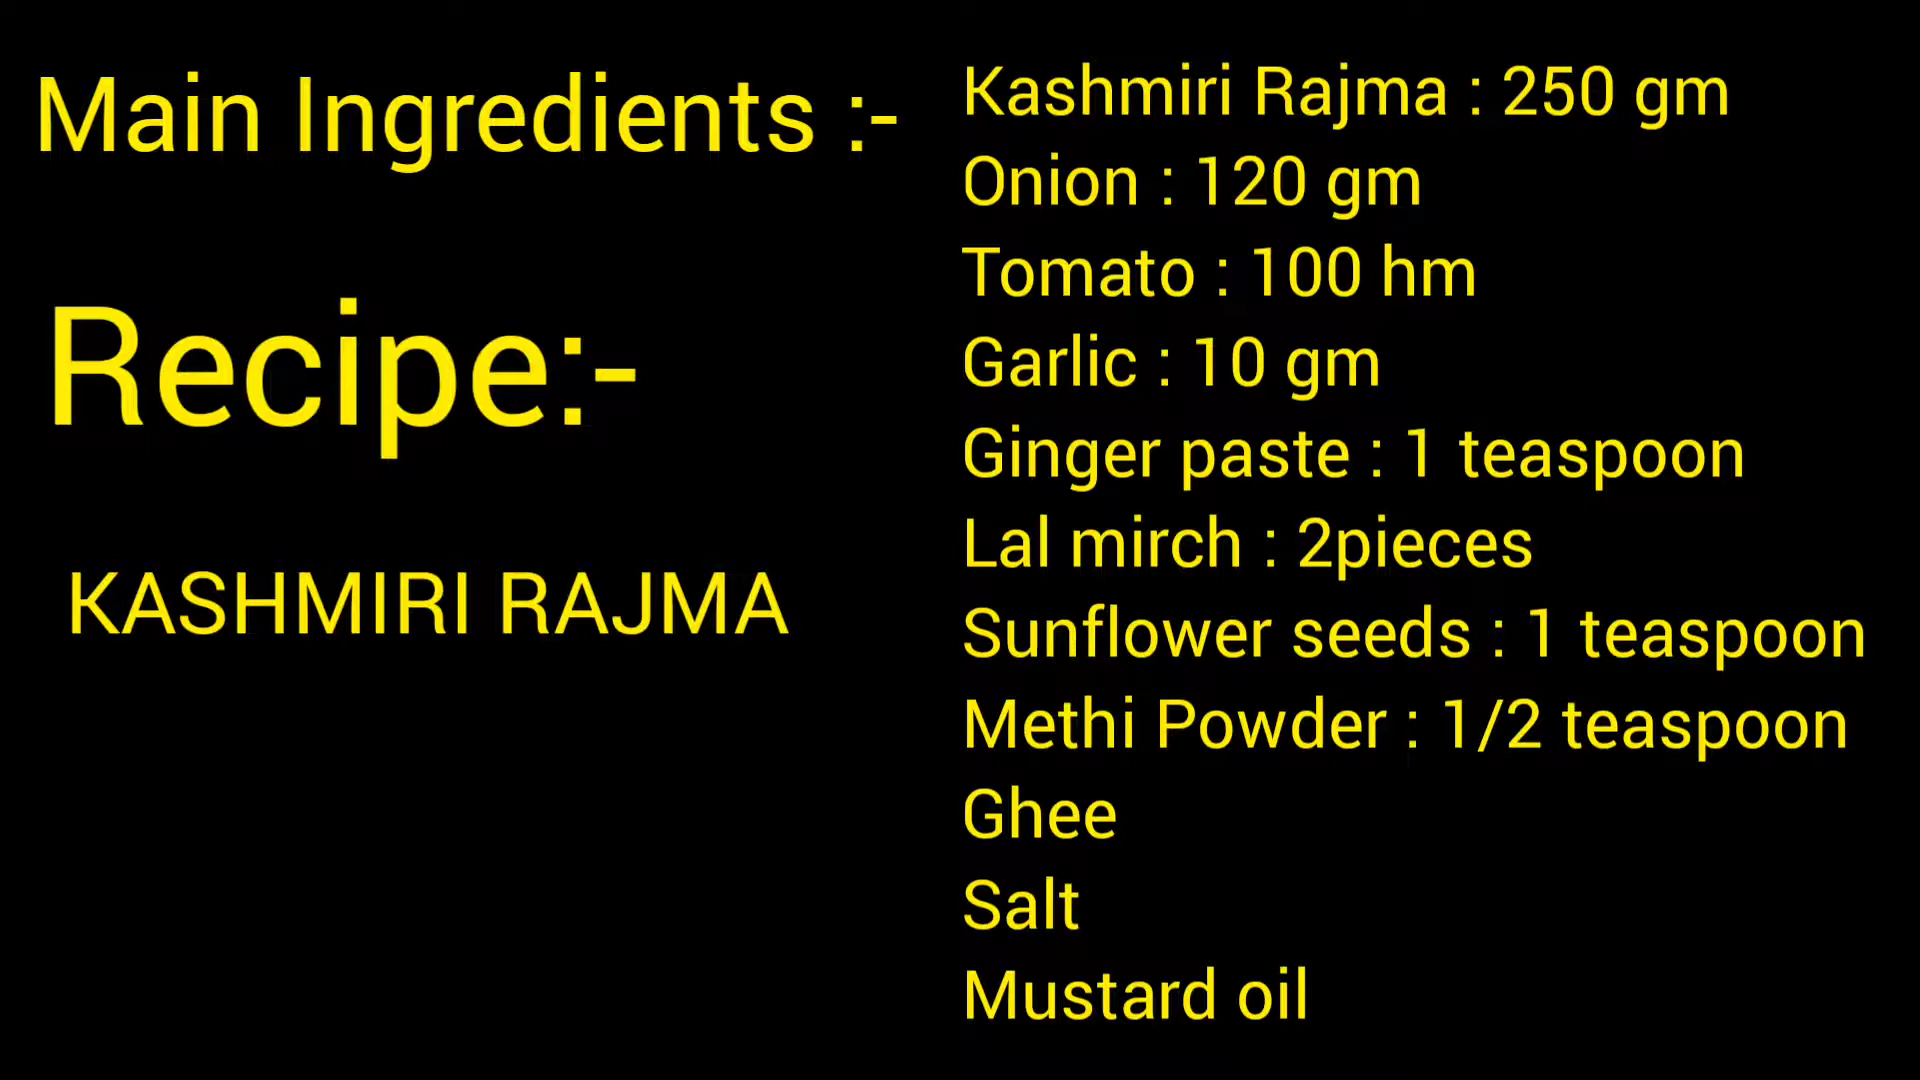 Main Ingredients :-
Recipe:-
KASHMIRI RAJMA
Kashmiri Rajma : 250 gm
Onion : 120 gm
Tomato : 100 hm
Garlic : 10 gm
Ginger paste : 1 teaspoon
Lal mirch : 2pieces
Sunflower seeds : 1 teaspoon
Methi Powder : 1/2 teaspoon
Ghee
Salt
Mustard oil